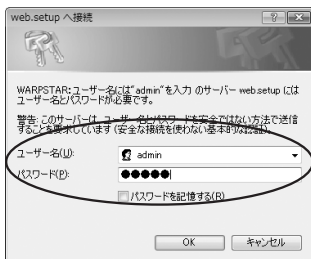 web.setup へ接続
WARPSTAR:ユーザー名には"admin"を入力 のサーバー web.setup には
ユーザー名とパスワードが必要です。
警告: このサーバーは、ユーザー名とパスワードを安全ではない方法で送信
することを要求しています (安全な接続を使わない基本的な認証)。
ユーザー名(U):
admin
パスワード(P):
●●●●●
パスワードを記憶する(R)
OK
キャンセル